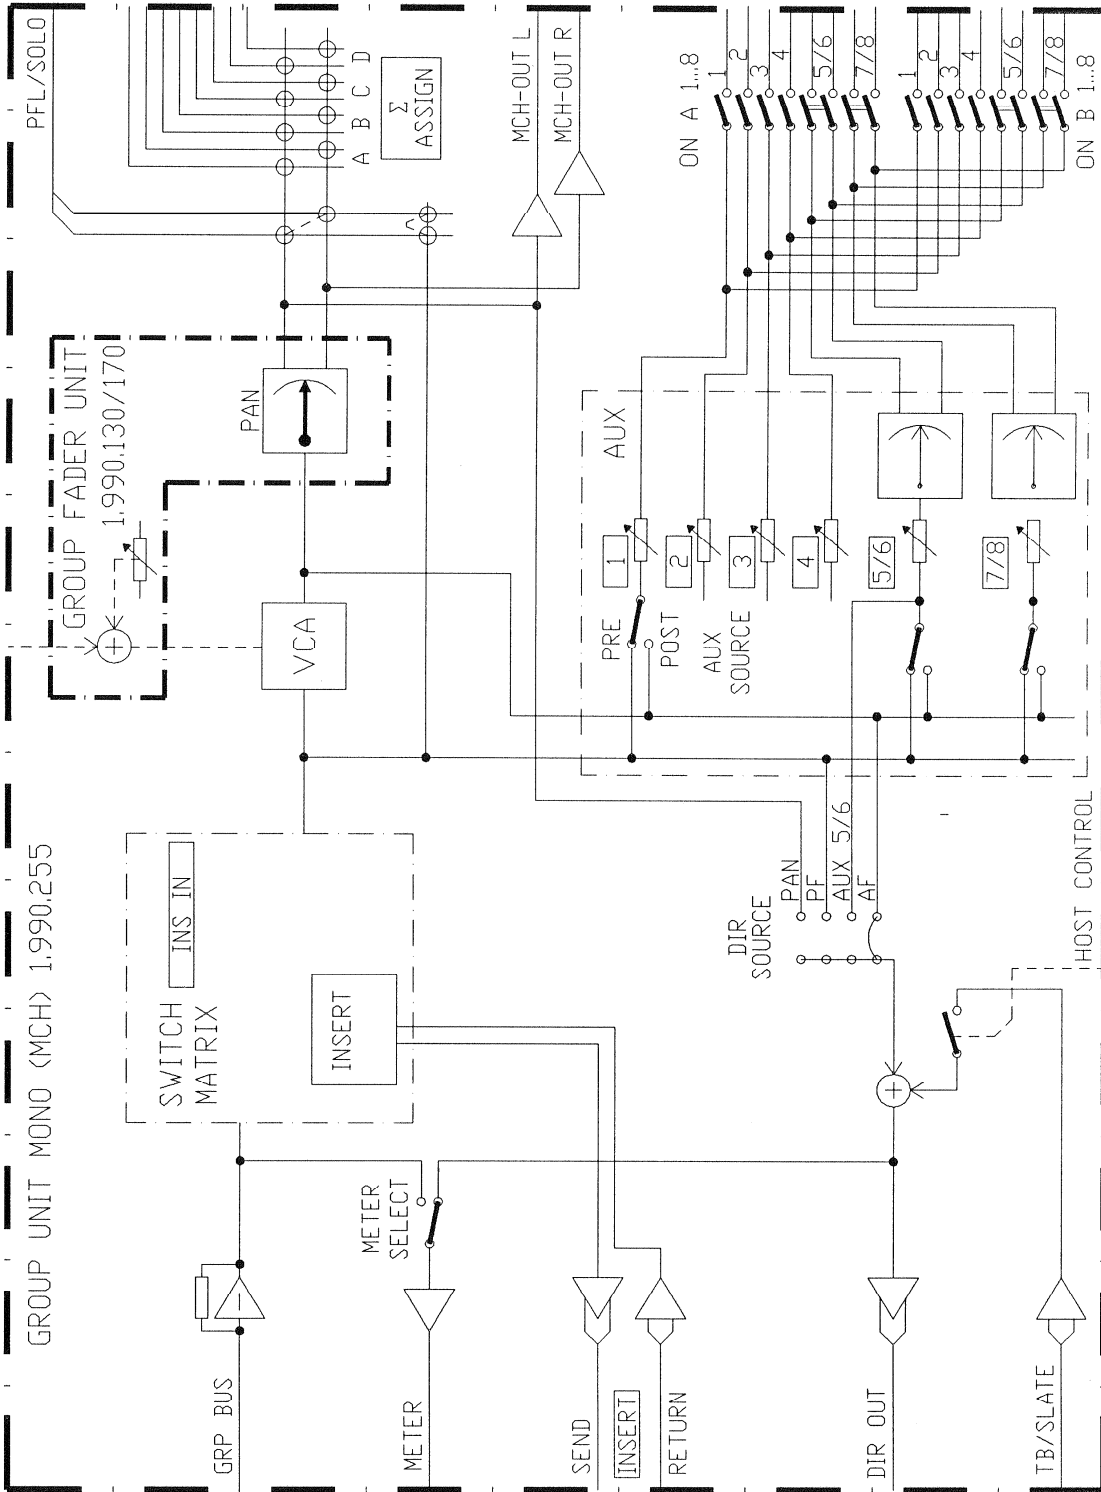 GROUP UNIT MONO (MCH) 1.990.255
GROUP FADER UNIT
1.990.130/170
PFL/SOLO
PAN
VCA
A B C D
Σ
ASSIGN
MCH-OUT L
MCH-OUT R
SWITCH
MATRIX
INS IN
INSERT
GRP BUS
METER
SELECT
METER
SEND
INSERT
RETURN
DIR OUT
TB/SLATE
HOST CONTROL
DIR
SOURCE
PAN
PF
AUX 5/6
AF
AUX
PRE
POST
AUX
SOURCE
1
2
3
4
5/6
7/8
ON A 1...8
1
2
3
4
5/6
7/8
ON B 1...8
1
2
3
4
5/6
7/8